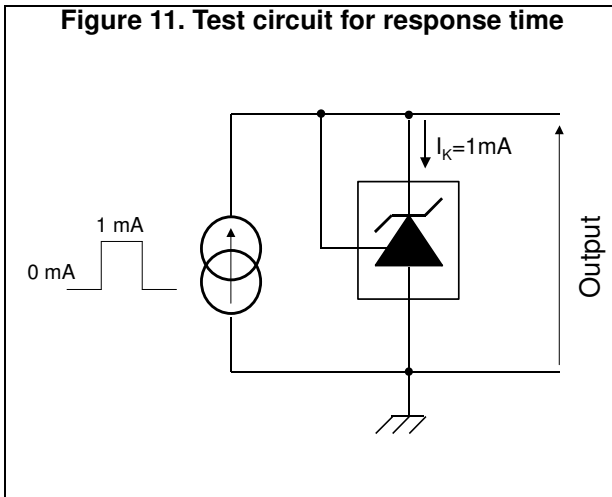 Figure 11. Test circuit for response time
I_K=1mA
1 mA
0 mA
Output